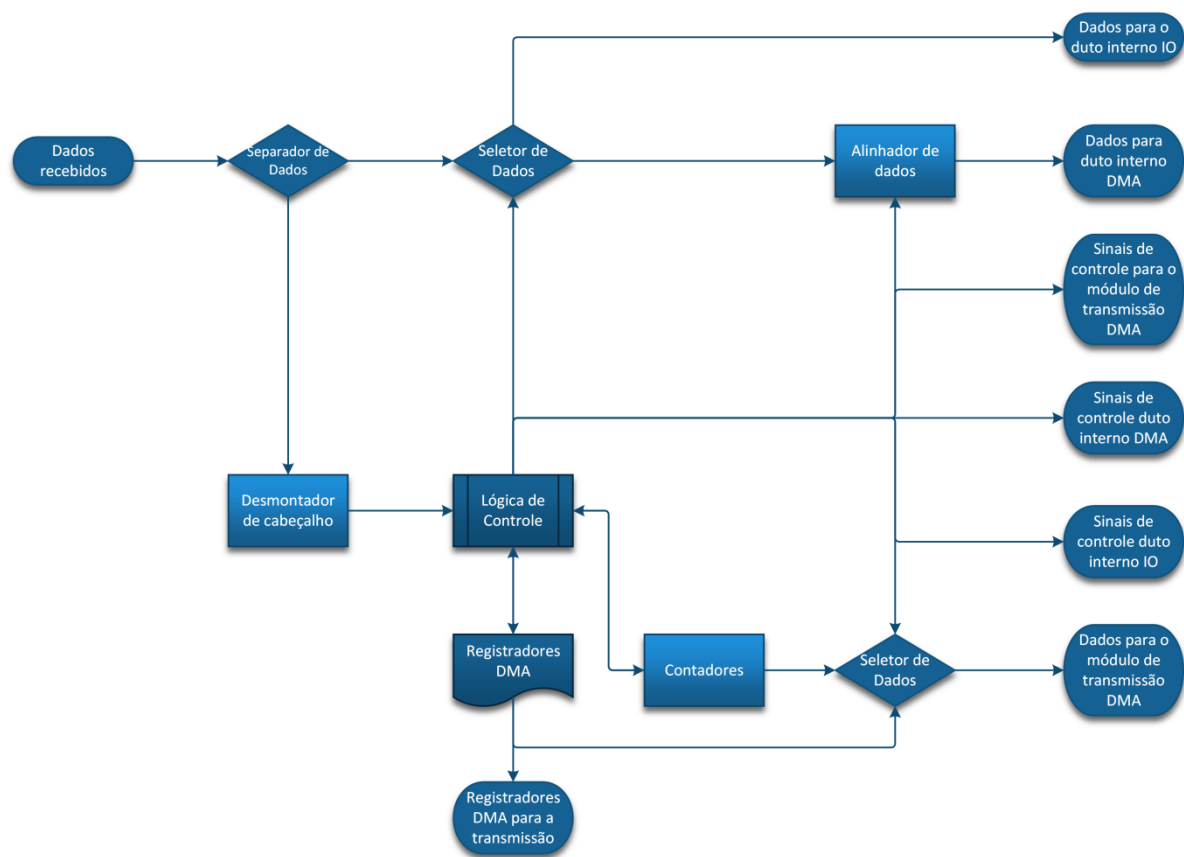 Dados para o
duto interno IO
Dados
recebidos
Separador de
Dados
Seletor de
Dados
Alinhador de
dados
Dados para
duto interno
DMA
Sinais de
controle para o
módulo de
transmissão
DMA
Sinais de
controle duto
interno DMA
Desmontador
de cabeçalho
Lógica de
Controle
Sinais de
controle duto
interno IO
Registradores
DMA
Contadores
Seletor de
Dados
Dados para o
módulo de
transmissão
DMA
Registradores
DMA para a
transmissão